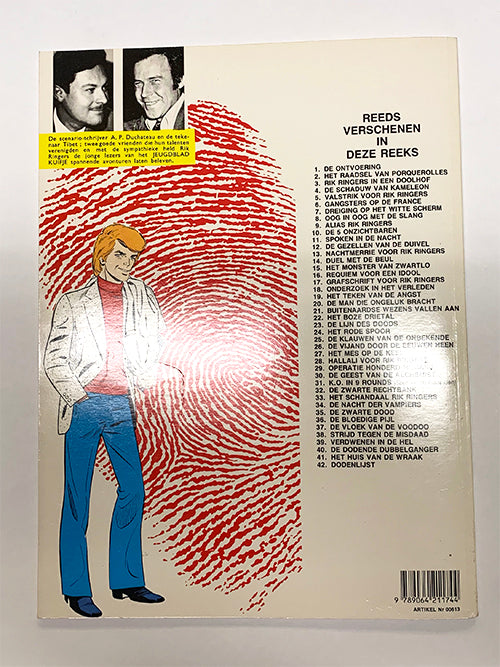 De scenario-schrijver A. P. Duchateau en de teke-
naar Tibet ; twee goede vrienden die hun talenten
verenigden en met de sympathieke held Rik
Ringers de jonge lezers van het JEUGDBLAD
KUIFJE spannende avonturen laten beleven.
REEDS
VERSCHENEN
IN
DEZE REEKS
1. DE ONTVOERING
2. HET RAADSEL VAN PORQUEROLLES
3. RIK RINGERS IN EEN DOOLHOF
4. DE SCHADUW VAN KAMELEON
5. VALSTRIK VOOR RIK RINGERS
6. GANGSTERS OP DE FRANCE
7. DREIGING OP HET WITTE SCHERM
8. OOG IN OOG MET DE SLANG
9. ALIAS RIK RINGERS
10. DE 5 ONZICHTBAREN
11. SPOKEN IN DE NACHT
12. DE GEZELLEN VAN DE DUIVEL
13. NACHTMERRIE VOOR RIK RINGERS
14. DUEL MET DE BEUL
15. HET MONSTER VAN ZWARTLO
16. REQUIEM VOOR EEN IDOOL
17. GRAFSCHRIFT VOOR RIK RINGERS
18. ONDERZOEK IN HET VERLEDEN
19. HET TEKEN VAN DE ANGST
20. DE MAN DIE ONGELIJK BRACHT
21. BUITENAARDSE WEZENS VALLEN AAN
22. HET BOZE DRIETAL
23. DE LIJN DES DOODS
24. HET RODE SPOOR
25. DE KLAUWEN VAN DE ONBEKENDE
26. DE VIJAND DOOR DE EEUWEN HEEN
27. HET MES OP DE
28. HALLALI VOOR RIK
29. OPERATIE HONDERD
30. DE GEEST VAN DE
31. K.O. IN 9 ROUNDS
32. DE ZWARTE RECHTBANK
33. HET SCHANDAAL RIK RINGERS
34. DE NACHT DER VAMPIERS
35. DE ZWARTE DOOD
36. DE BLOEDIGE PIJL
37. DE VLOEK VAN DE VOODOO
38. STRIJD TEGEN DE MISDAAD
39. VERDWENEN IN DE HEL
40. DE DODENDE DUBBELGANGER
41. HET HUIS VAN DE WRAAK
42. DODENLIJST
9 789064 211744
ARTIKEL Nr 00613